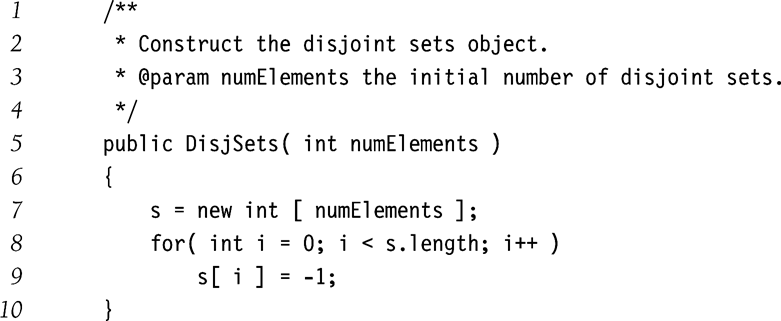 1 /**
2 * Construct the disjoint sets object.
3 * @param numElements the initial number of disjoint sets.
4 */
5 public DisjSets( int numElements )
6 {
7 s = new int [ numElements ];
8 for( int i = 0; i < s.length; i++ )
9 s[ i ] = -1;
10 }